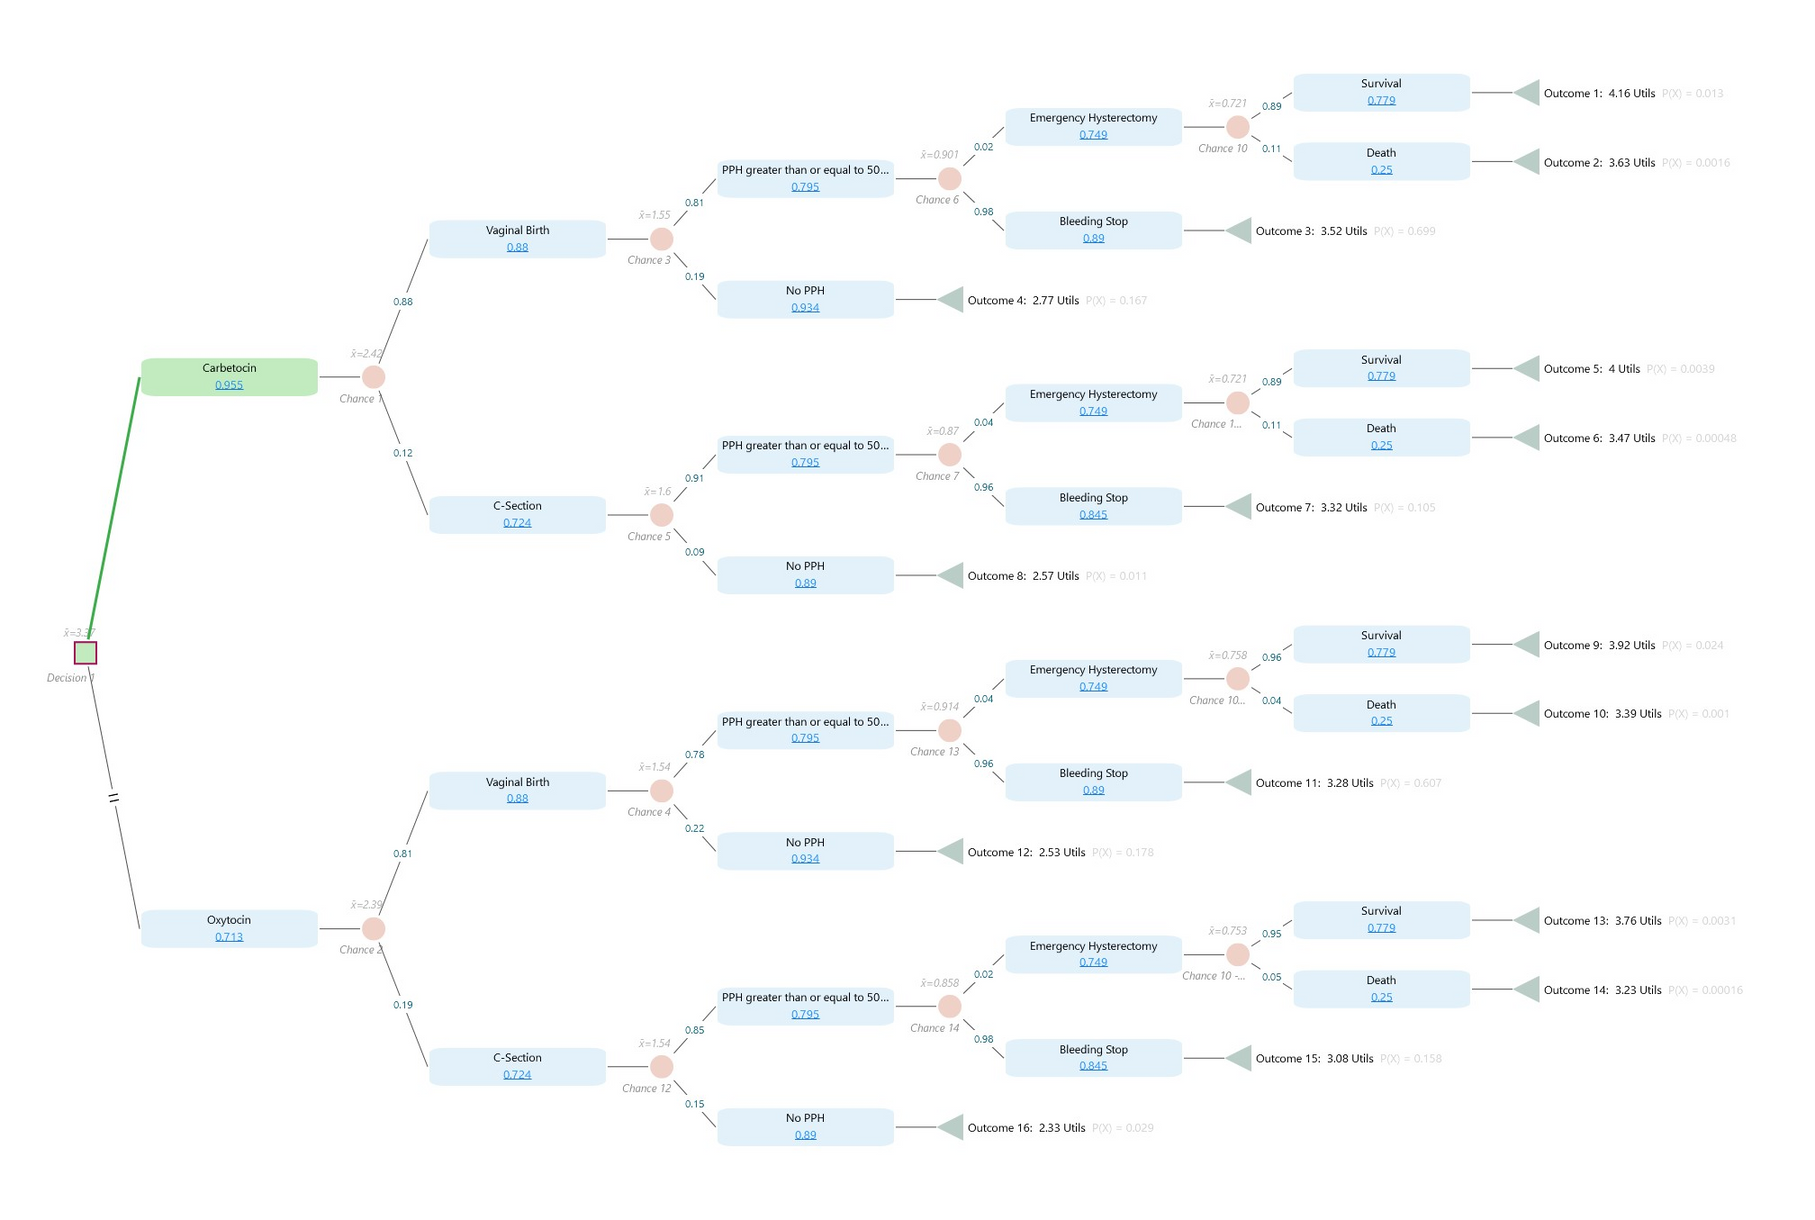 Survival
0.779
Outcome 1: 4.16 Utils P(X) = 0.013
x̄=0.721
0.89
Emergency Hysterectomy
0.749
Chance 10
0.11
Death
0.25
Outcome 2: 3.63 Utils P(X) = 0.0016
x̄=0.901
0.02
PPH greater than or equal to 50...
0.795
Chance 6
0.98
Bleeding Stop
0.89
Outcome 3: 3.52 Utils P(X) = 0.699
x̄=1.55
0.81
Vaginal Birth
0.88
Chance 3
0.19
No PPH
0.934
Outcome 4: 2.77 Utils P(X) = 0.167
0.88
x̄=2.42
Carbetocin
0.955
Chance 1
0.12
Survival
0.779
Outcome 5: 4 Utils P(X) = 0.0039
x̄=0.721
0.89
Emergency Hysterectomy
0.749
Chance 1...
0.11
Death
0.25
Outcome 6: 3.47 Utils P(X) = 0.00048
x̄=0.87
0.04
PPH greater than or equal to 50...
0.795
Chance 7
0.96
Bleeding Stop
0.845
Outcome 7: 3.32 Utils P(X) = 0.105
x̄=1.6
0.91
C-Section
0.724
Chance 5
0.09
No PPH
0.89
Outcome 8: 2.57 Utils P(X) = 0.011
x̄=3.37
Decision 1
Survival
0.779
Outcome 9: 3.92 Utils P(X) = 0.024
x̄=0.758
0.96
Emergency Hysterectomy
0.749
Chance 10...
0.04
Death
0.25
Outcome 10: 3.39 Utils P(X) = 0.001
x̄=0.914
0.04
PPH greater than or equal to 50...
0.795
Chance 13
0.96
Bleeding Stop
0.89
Outcome 11: 3.28 Utils P(X) = 0.607
x̄=1.54
0.78
Vaginal Birth
0.88
Chance 4
0.22
No PPH
0.934
Outcome 12: 2.53 Utils P(X) = 0.178
0.81
x̄=2.39
Oxytocin
0.713
Chance 2
0.19
Survival
0.779
Outcome 13: 3.76 Utils P(X) = 0.0031
x̄=0.753
0.95
Emergency Hysterectomy
0.749
Chance 10 -...
0.05
Death
0.25
Outcome 14: 3.23 Utils P(X) = 0.00016
x̄=0.858
0.02
PPH greater than or equal to 50...
0.795
Chance 14
0.98
Bleeding Stop
0.845
Outcome 15: 3.08 Utils P(X) = 0.158
x̄=1.54
0.85
C-Section
0.724
Chance 12
0.15
No PPH
0.89
Outcome 16: 2.33 Utils P(X) = 0.029